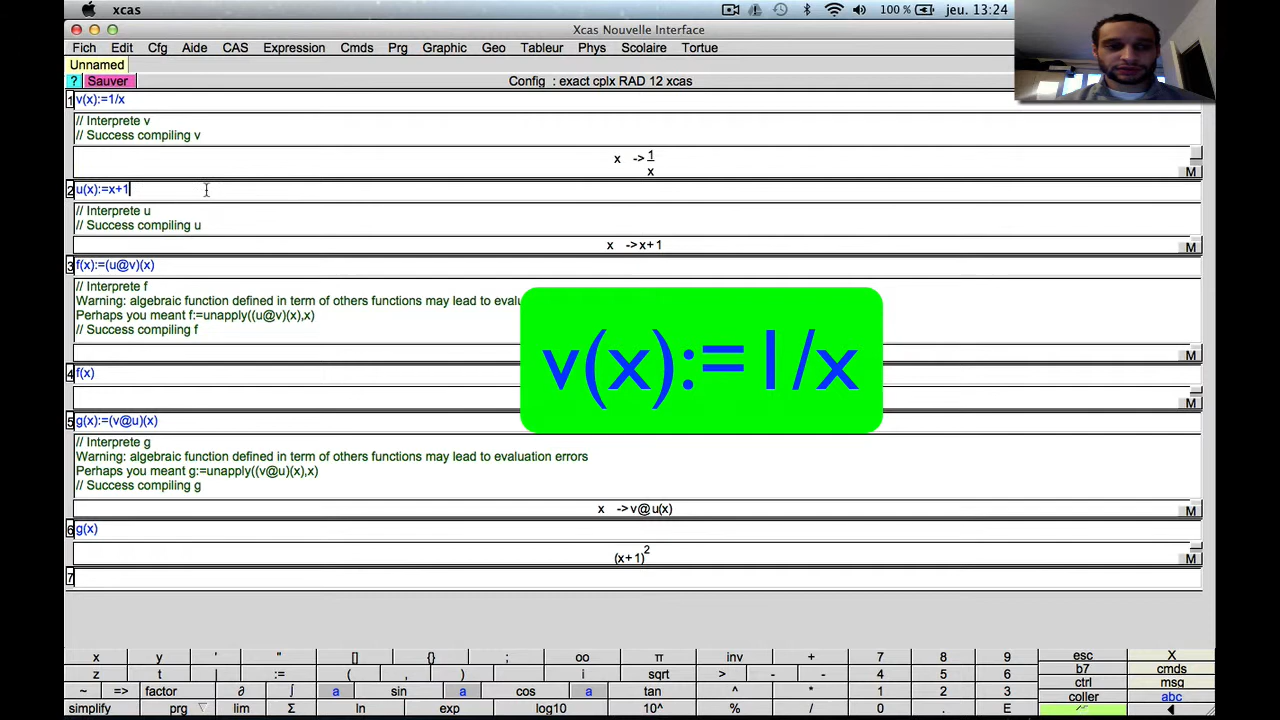 xcas 100 % jeu. 13:24
Xcas Nouvelle Interface
Fich Edit Cfg Aide CAS Expression Cmds Prg Graphic Geo Tableur Phys Scolaire Tortue
Unnamed
? Sauver Config : exact cplx RAD 12 xcas
1 v(x):=1/x
// Interprete v
// Success compiling v
x ->1/x
M
2 u(x):=x+1
// Interprete u
// Success compiling u
x ->x+1 M
3 f(x):=(u@v)(x)
// Interprete f
Warning: algebraic function defined in term of others functions may lead to evalu
Perhaps you meant f:=unapply((u@v)(x),x)
// Success compiling f
v(x):=1/x
M
4 f(x)
M
5 g(x):=(v@u)(x)
// Interprete g
Warning: algebraic function defined in term of others functions may lead to evaluation errors
Perhaps you meant g:=unapply((v@u)(x),x)
// Success compiling g
x ->v@u(x) M
6 g(x)
(x+1)² M
7
x y ' " [] {} ; oo π inv + 7 8 9 esc X
z t | := ( , ) i sqrt > - - 4 5 6 b7 cmds
~ => factor ∂ ∫ a sin a cos a tan ^ * 1 2 3 ctrl msg
coller abc
simplify prg lim Σ ln exp log10 10^ % / 0 . E